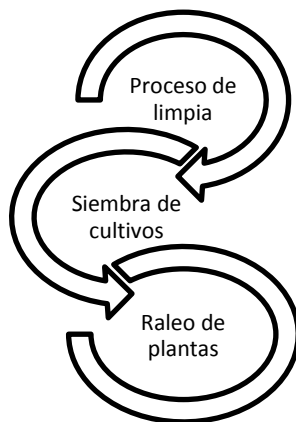 Proceso de
limpia
Siembra de
cultivos
Raleo de
plantas